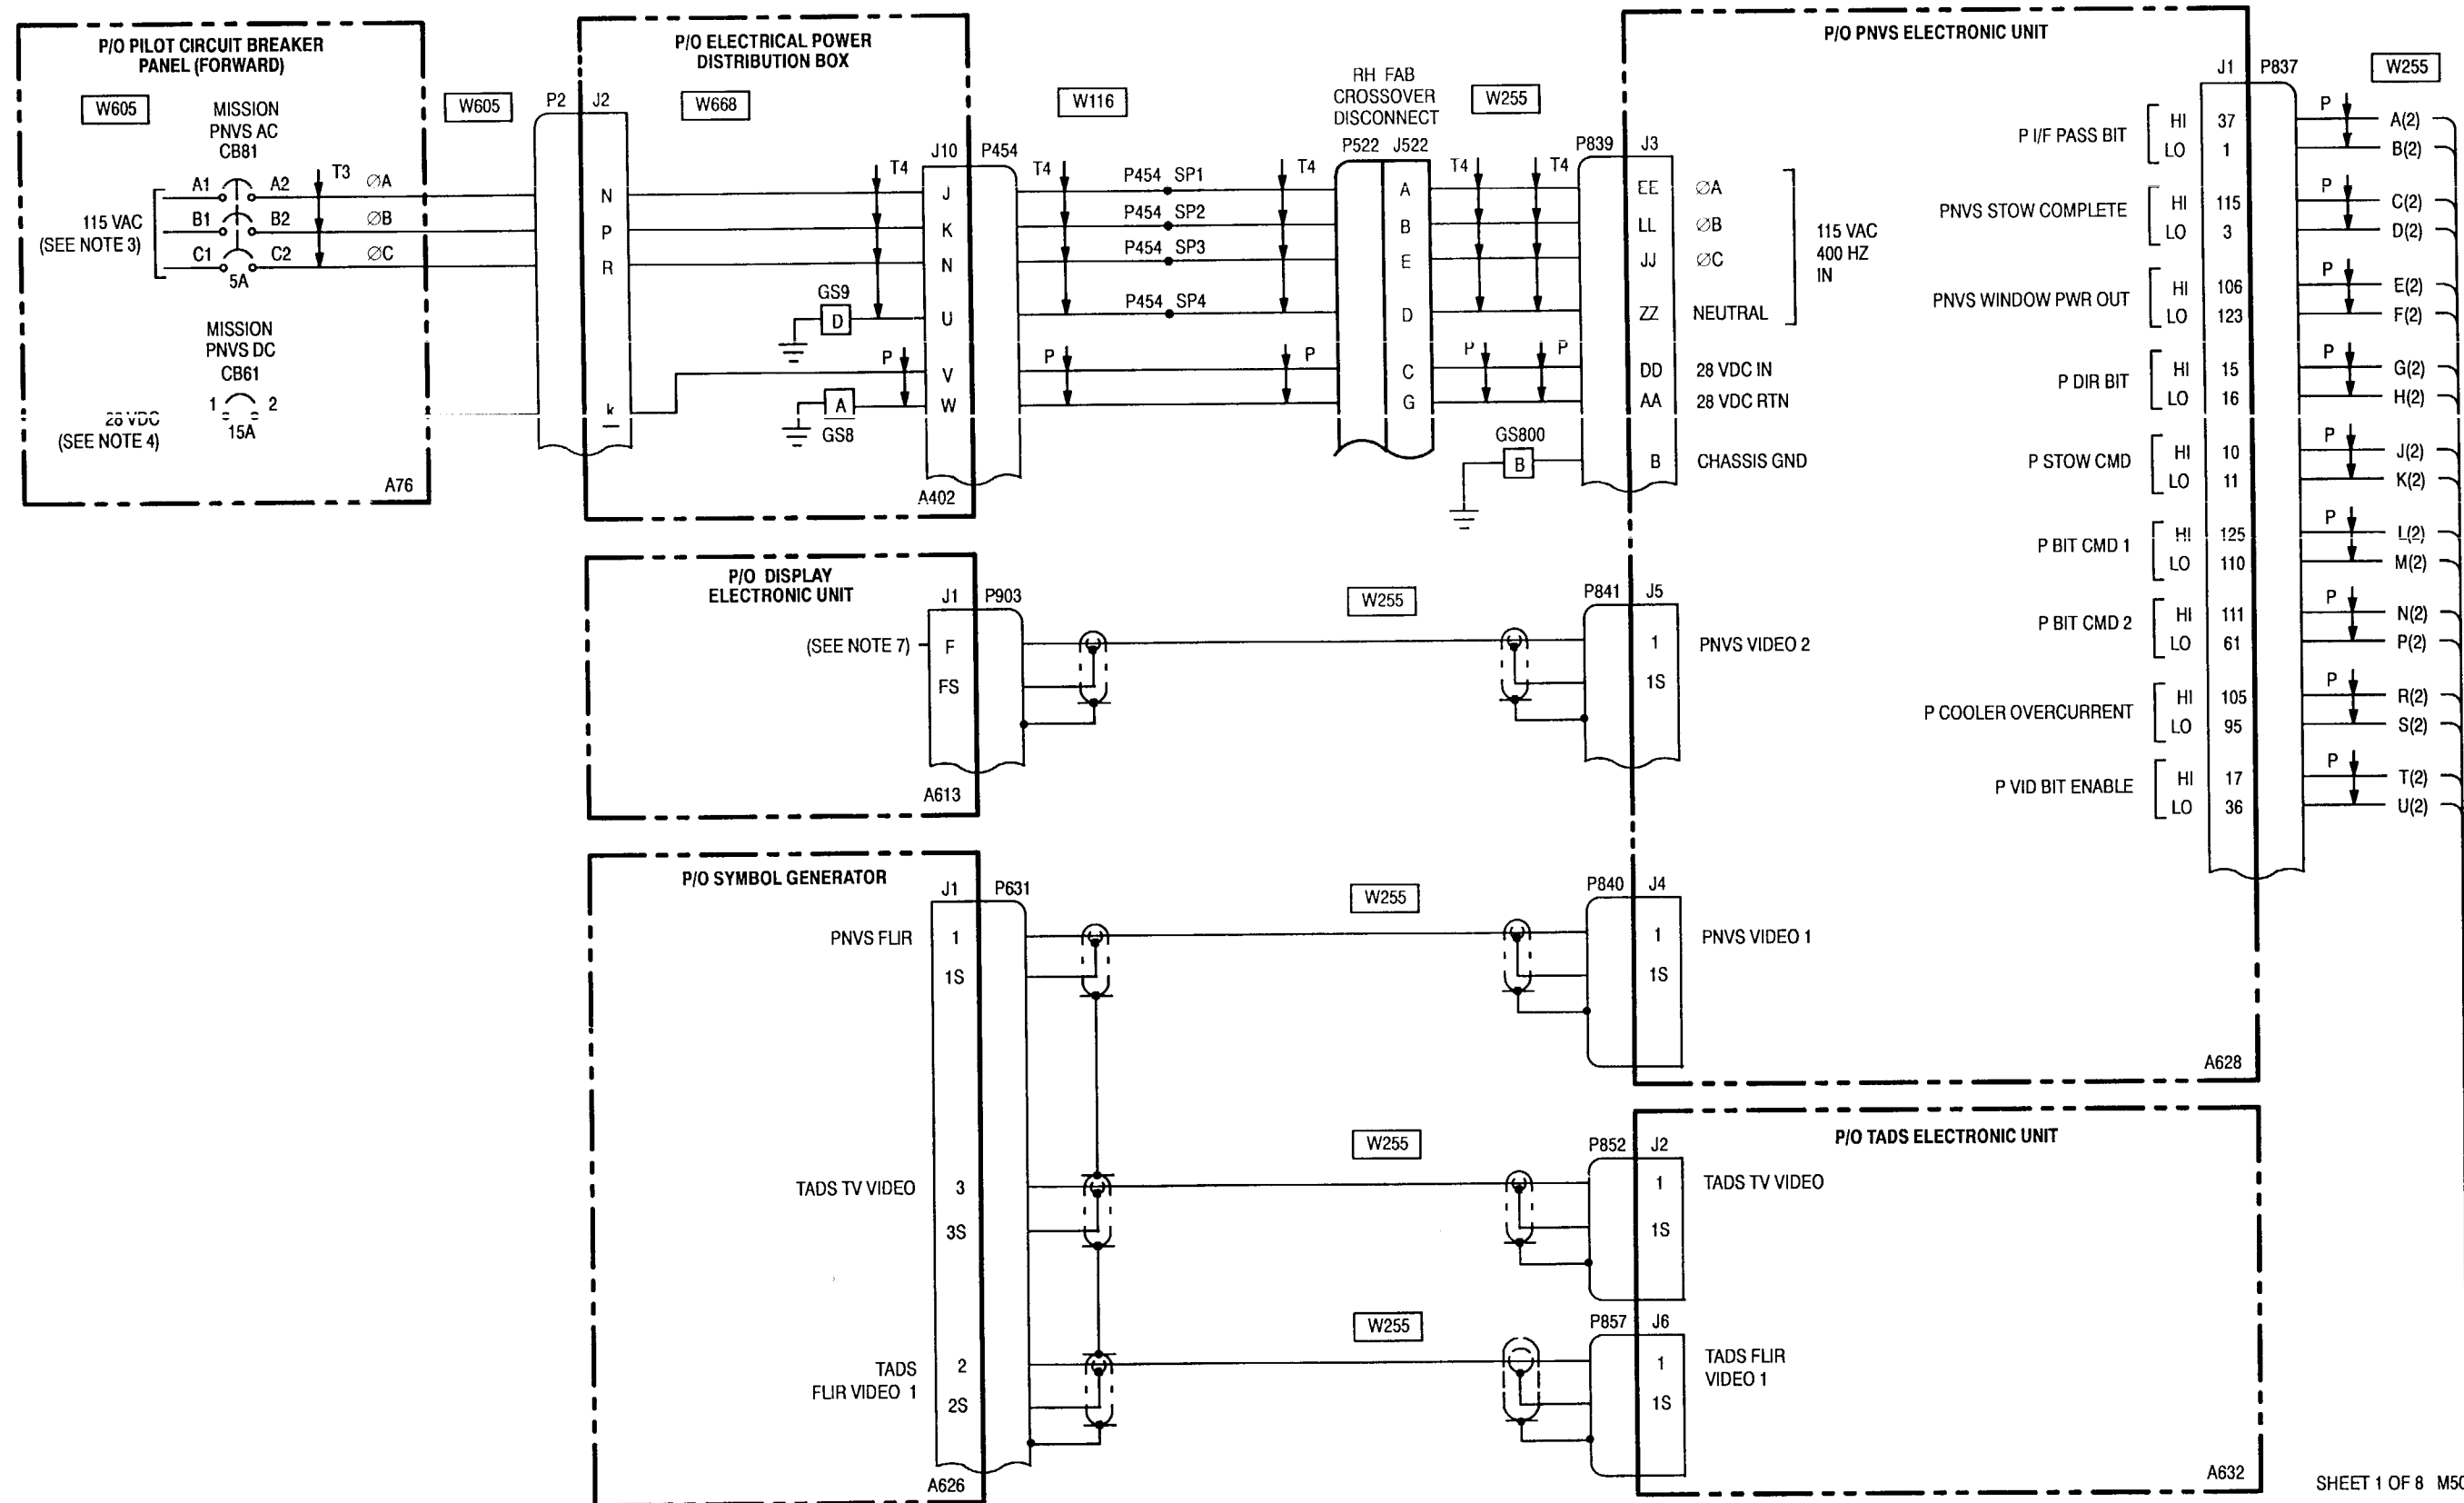 P/O PILOT CIRCUIT BREAKER
PANEL (FORWARD)
W605
MISSION
PNVS AC
CB81
A1 A2 T3 ∅A
B1 B2 ∅B
C1 C2 ∅C
5A
115 VAC
(SEE NOTE 3)
MISSION
PNVS DC
CB61
1 2
15A
28 VDC
(SEE NOTE 4)
A76
W605
P2 J2
N
P
R
k
P/O ELECTRICAL POWER
DISTRIBUTION BOX
W668
T4
GS9
D
P
A
GS8
J10 P454
J
K
N
U
V
W
A402
W116
T4
P454 SP1
P454 SP2
P454 SP3
P454 SP4
T4
P
P
RH FAB
CROSSOVER
DISCONNECT
P522 J522
A
B
E
D
C
G
W255
T4 T4
P P
GS800
B
P839 J3
EE ∅A
LL ∅B
JJ ∅C
ZZ NEUTRAL
115 VAC
400 HZ
IN
DD 28 VDC IN
AA 28 VDC RTN
B CHASSIS GND
P/O PNVS ELECTRONIC UNIT
J1 P837
W255
P I/F PASS BIT
HI 37 P A(2)
LO 1 B(2)
PNVS STOW COMPLETE
HI 115 P C(2)
LO 3 D(2)
PNVS WINDOW PWR OUT
HI 106 P E(2)
LO 123 F(2)
P DIR BIT
HI 15 P G(2)
LO 16 H(2)
P STOW CMD
HI 10 P J(2)
LO 11 K(2)
P BIT CMD 1
HI 125 P L(2)
LO 110 M(2)
P BIT CMD 2
HI 111 P N(2)
LO 61 P(2)
P COOLER OVERCURRENT
HI 105 P R(2)
LO 95 S(2)
P VID BIT ENABLE
HI 17 P T(2)
LO 36 U(2)
P/O DISPLAY
ELECTRONIC UNIT
J1 P903
(SEE NOTE 7) F
FS
A613
W255
P841 J5
1 PNVS VIDEO 2
1S
P/O SYMBOL GENERATOR
J1 P631
PNVS FLIR 1
1S
W255
P840 J4
1 PNVS VIDEO 1
1S
A628
TADS TV VIDEO 3
3S
W255
P852 J2
1 TADS TV VIDEO
1S
P/O TADS ELECTRONIC UNIT
TADS
FLIR VIDEO 1
2
2S
A626
W255
P857 J6
1 TADS FLIR
VIDEO 1
1S
A632
SHEET 1 OF 8